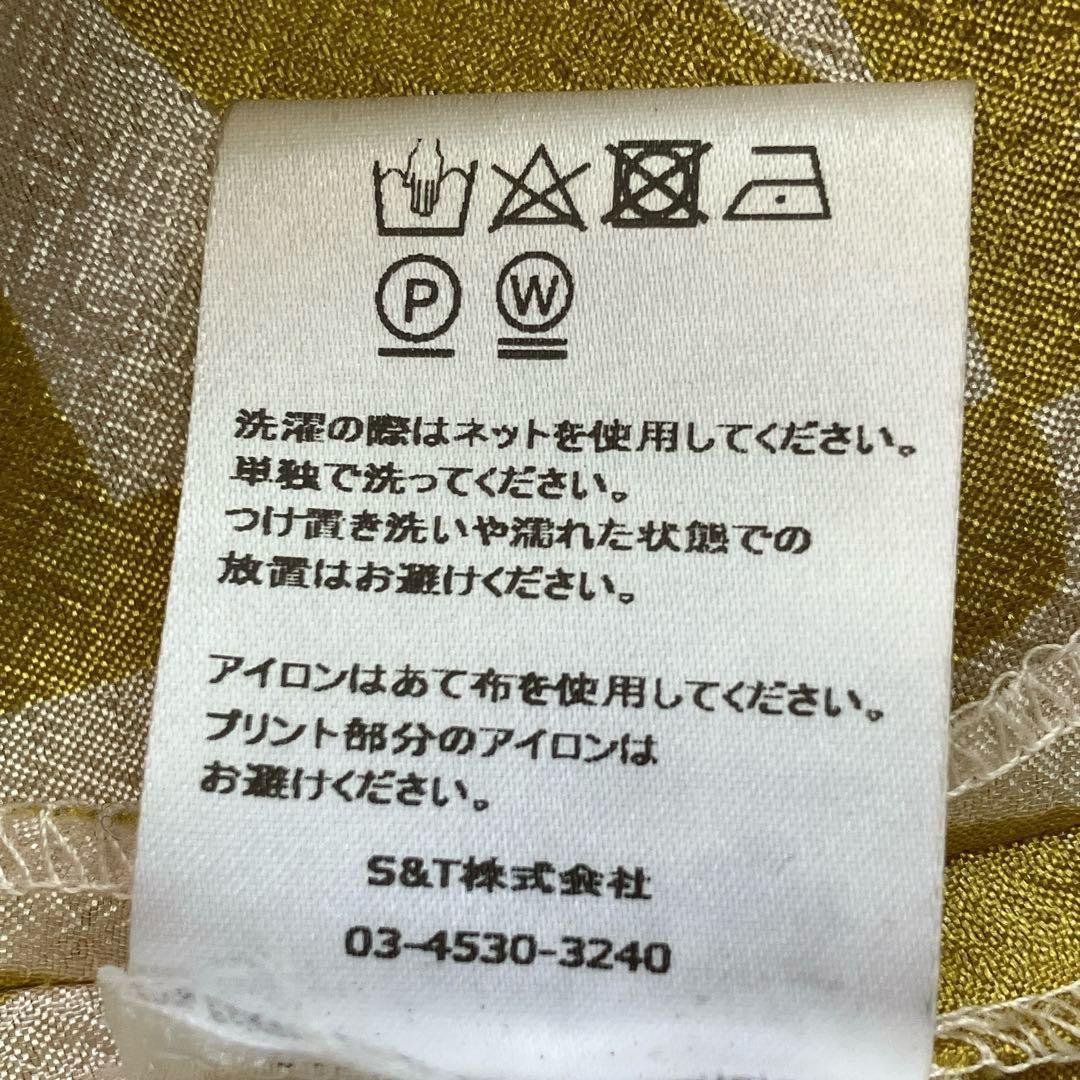 P W
洗濯の際はネットを使用してください。
単独で洗ってください。
つけ置き洗いや濡れた状態での
放置はお避けください。
アイロンはあて布を使用してください。
プリント部分のアイロンは
お避けください。
S&T株式会社
03-4530-3240